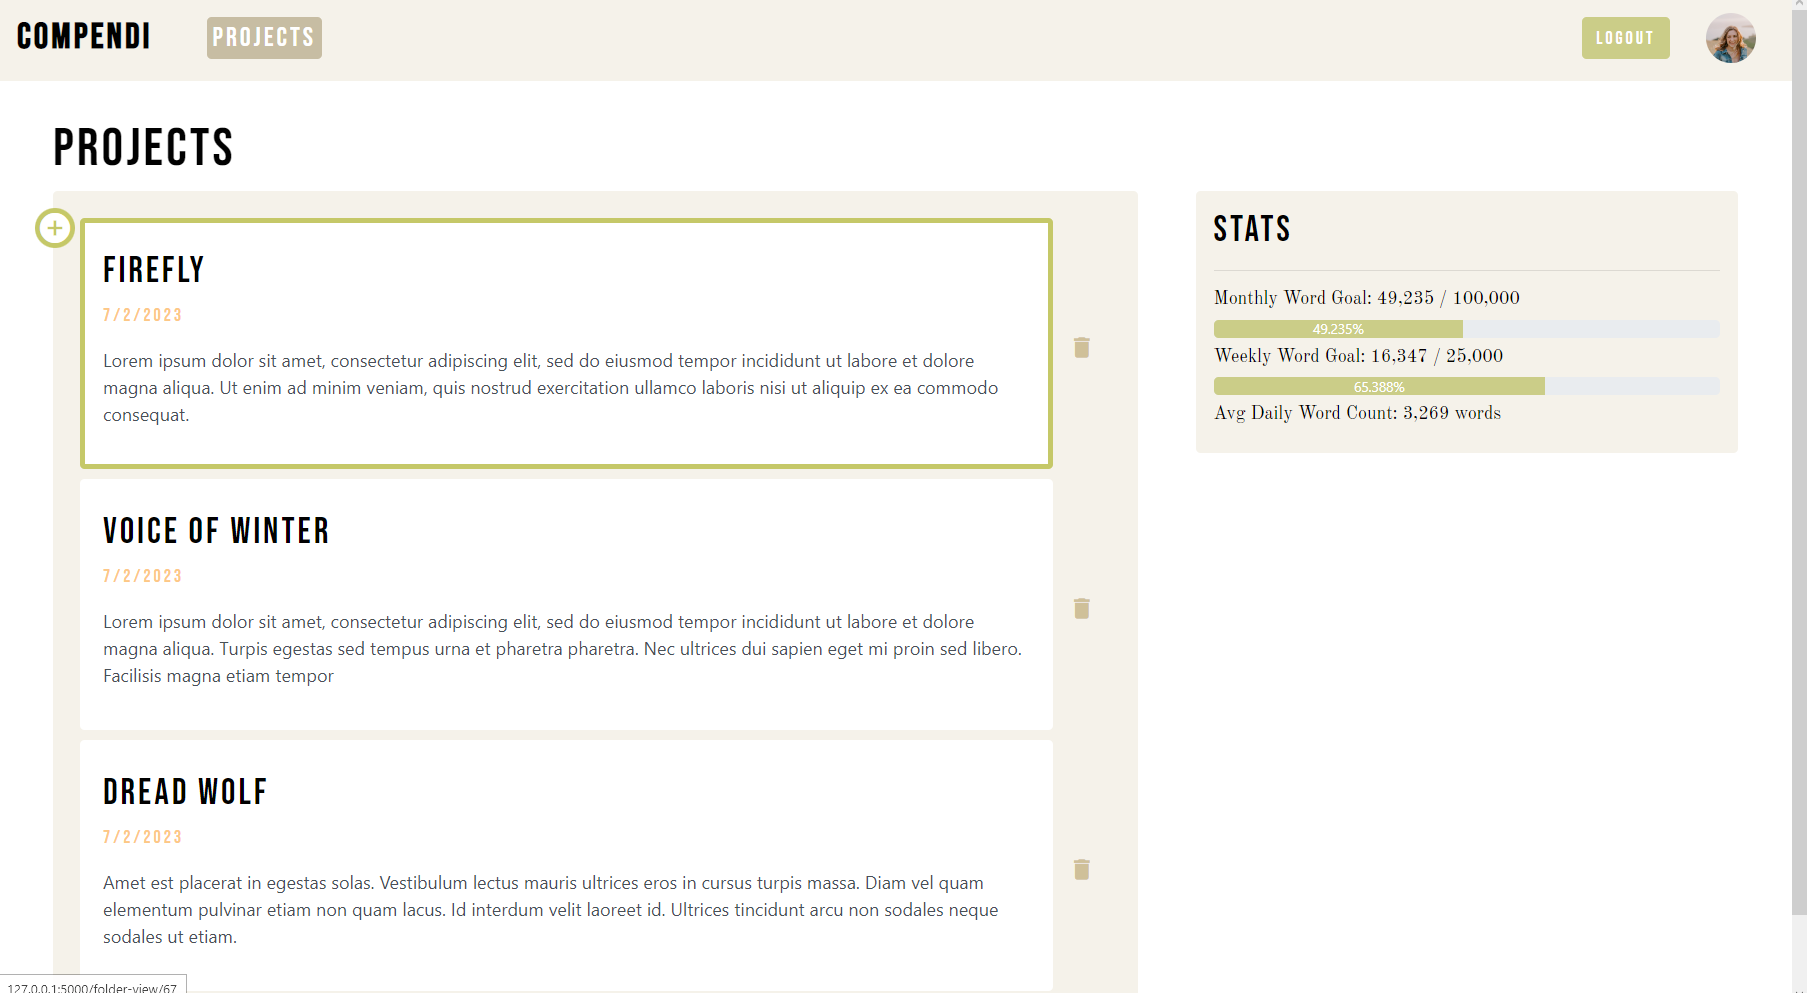 COMPENDI
PROJECTS
LOGOUT
PROJECTS
FIREFLY
7/2/2023
Lorem ipsum dolor sit amet, consectetur adipiscing elit, sed do eiusmod tempor incididunt ut labore et dolore
magna aliqua. Ut enim ad minim veniam, quis nostrud exercitation ullamco laboris nisi ut aliquip ex ea commodo
consequat.
VOICE OF WINTER
7/2/2023
Lorem ipsum dolor sit amet, consectetur adipiscing elit, sed do eiusmod tempor incididunt ut labore et dolore
magna aliqua. Turpis egestas sed tempus urna et pharetra pharetra. Nec ultrices dui sapien eget mi proin sed libero.
Facilisis magna etiam tempor
DREAD WOLF
7/2/2023
Amet est placerat in egestas solas. Vestibulum lectus mauris ultrices eros in cursus turpis massa. Diam vel quam
elementum pulvinar etiam non quam lacus. Id interdum velit laoreet id. Ultrices tincidunt arcu non sodales neque
sodales ut etiam.
STATS
Monthly Word Goal: 49,235 / 100,000
49.235%
Weekly Word Goal: 16,347 / 25,000
65.388%
Avg Daily Word Count: 3,269 words
127.0.0.1:5000/folder-view/67